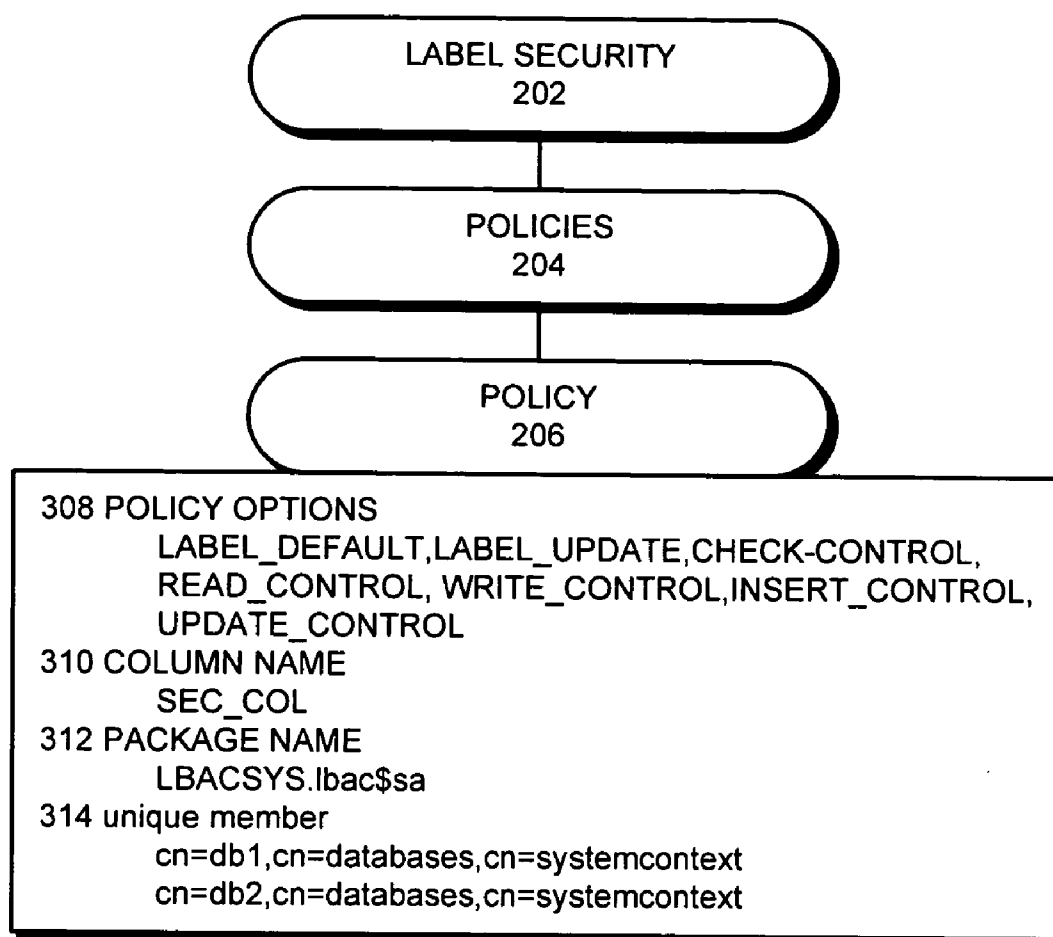 LABEL SECURITY
202
POLICIES
204
POLICY
206
308 POLICY OPTIONS
LABEL_DEFAULT,LABEL_UPDATE,CHECK-CONTROL,
READ_CONTROL, WRITE_CONTROL,INSERT_CONTROL,
UPDATE_CONTROL
310 COLUMN NAME
SEC_COL
312 PACKAGE NAME
LBACSYS.lbac$sa
314 unique member
cn=db1,cn=databases,cn=systemcontext
cn=db2,cn=databases,cn=systemcontext